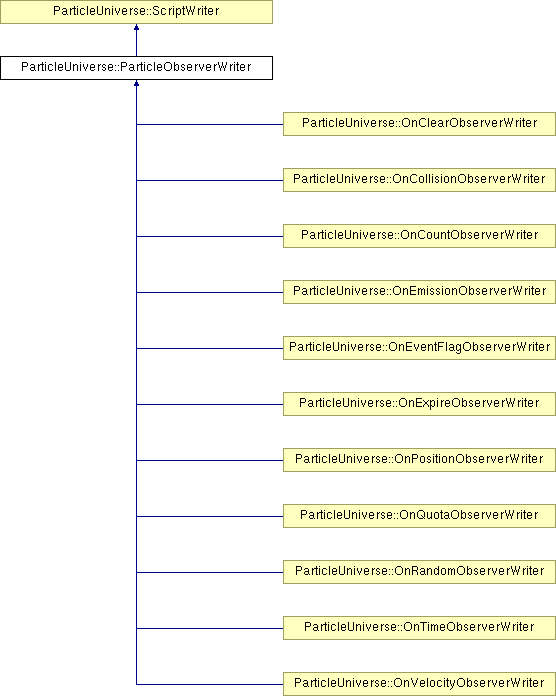 ParticleUniverse::ScriptWriter
ParticleUniverse::ParticleObserverWriter
ParticleUniverse::OnClearObserverWriter
ParticleUniverse::OnCollisionObserverWriter
ParticleUniverse::OnCountObserverWriter
ParticleUniverse::OnEmissionObserverWriter
ParticleUniverse::OnEventFlagObserverWriter
ParticleUniverse::OnExpireObserverWriter
ParticleUniverse::OnPositionObserverWriter
ParticleUniverse::OnQuotaObserverWriter
ParticleUniverse::OnRandomObserverWriter
ParticleUniverse::OnTimeObserverWriter
ParticleUniverse::OnVelocityObserverWriter